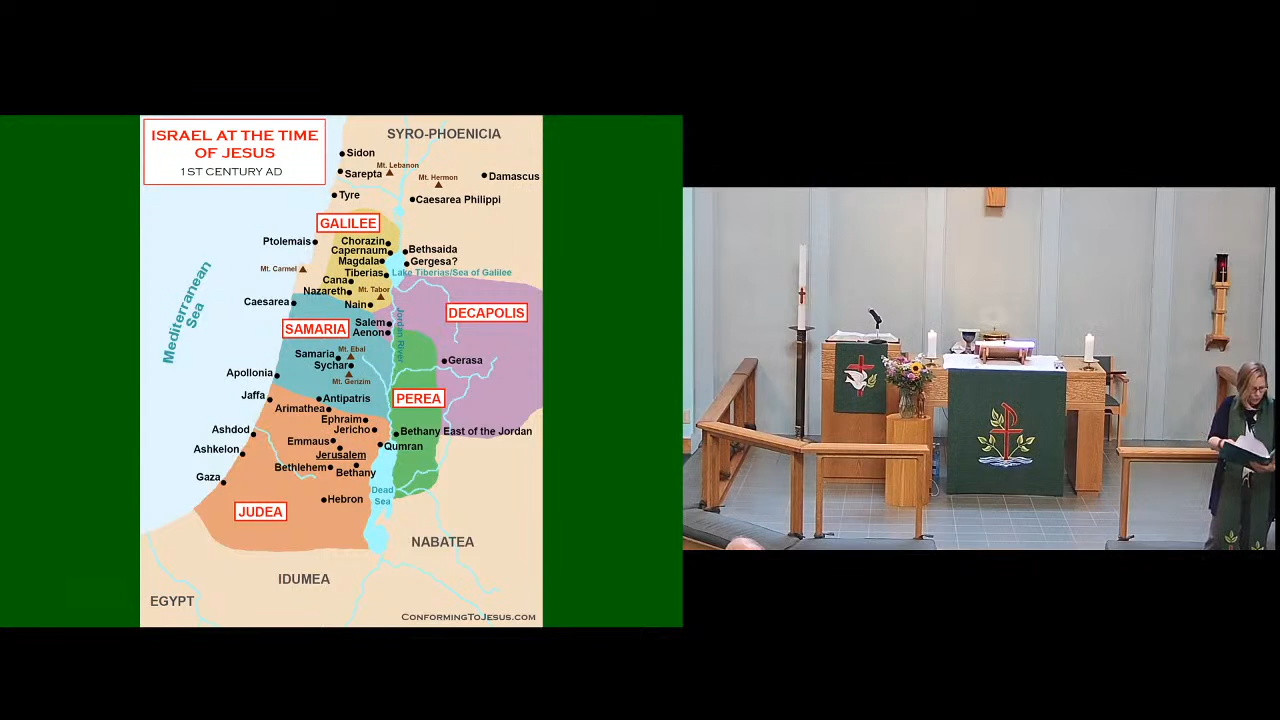 ISRAEL AT THE TIME
OF JESUS
1ST CENTURY AD
SYRO-PHOENICIA
Sidon
Mt. Lebanon
Sarepta
Mt. Hermon
Damascus
Tyre
Caesarea Philippi
GALILEE
Ptolemais
Chorazin
Capernaum
Bethsaida
Magdala
Gergesa?
Mt. Carmel
Tiberias
Lake Tiberias/Sea of Galilee
Cana
Nazareth
Mt. Tabor
Caesarea
Nain
Mediterranean
Sea
DECAPOLIS
SAMARIA
Salem
Aenon
Jordan River
Samaria
Mt. Ebal
Sychar
Gerasa
Apollonia
Mt. Gerizim
Jaffa
Antipatris
PEREA
Arimathea
Ephraim
Jericho
Ashdod
Bethany East of the Jordan
Emmaus
Qumran
Ashkelon
Jerusalem
Bethlehem
Bethany
Gaza
Dead
Sea
Hebron
JUDEA
NABATEA
IDUMEA
EGYPT
CONFORMINGTOJESUS.COM